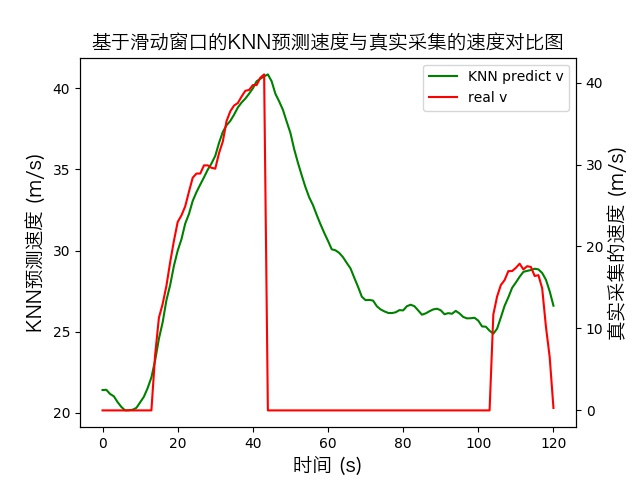 基于滑动窗口的KNN预测速度与真实采集的速度对比图
KNN predict v
real v
KNN预测速度 (m/s)
40
35
30
25
20
真实采集的速度 (m/s)
40
30
20
10
0
0 20 40 60 80 100 120
时间 (s)